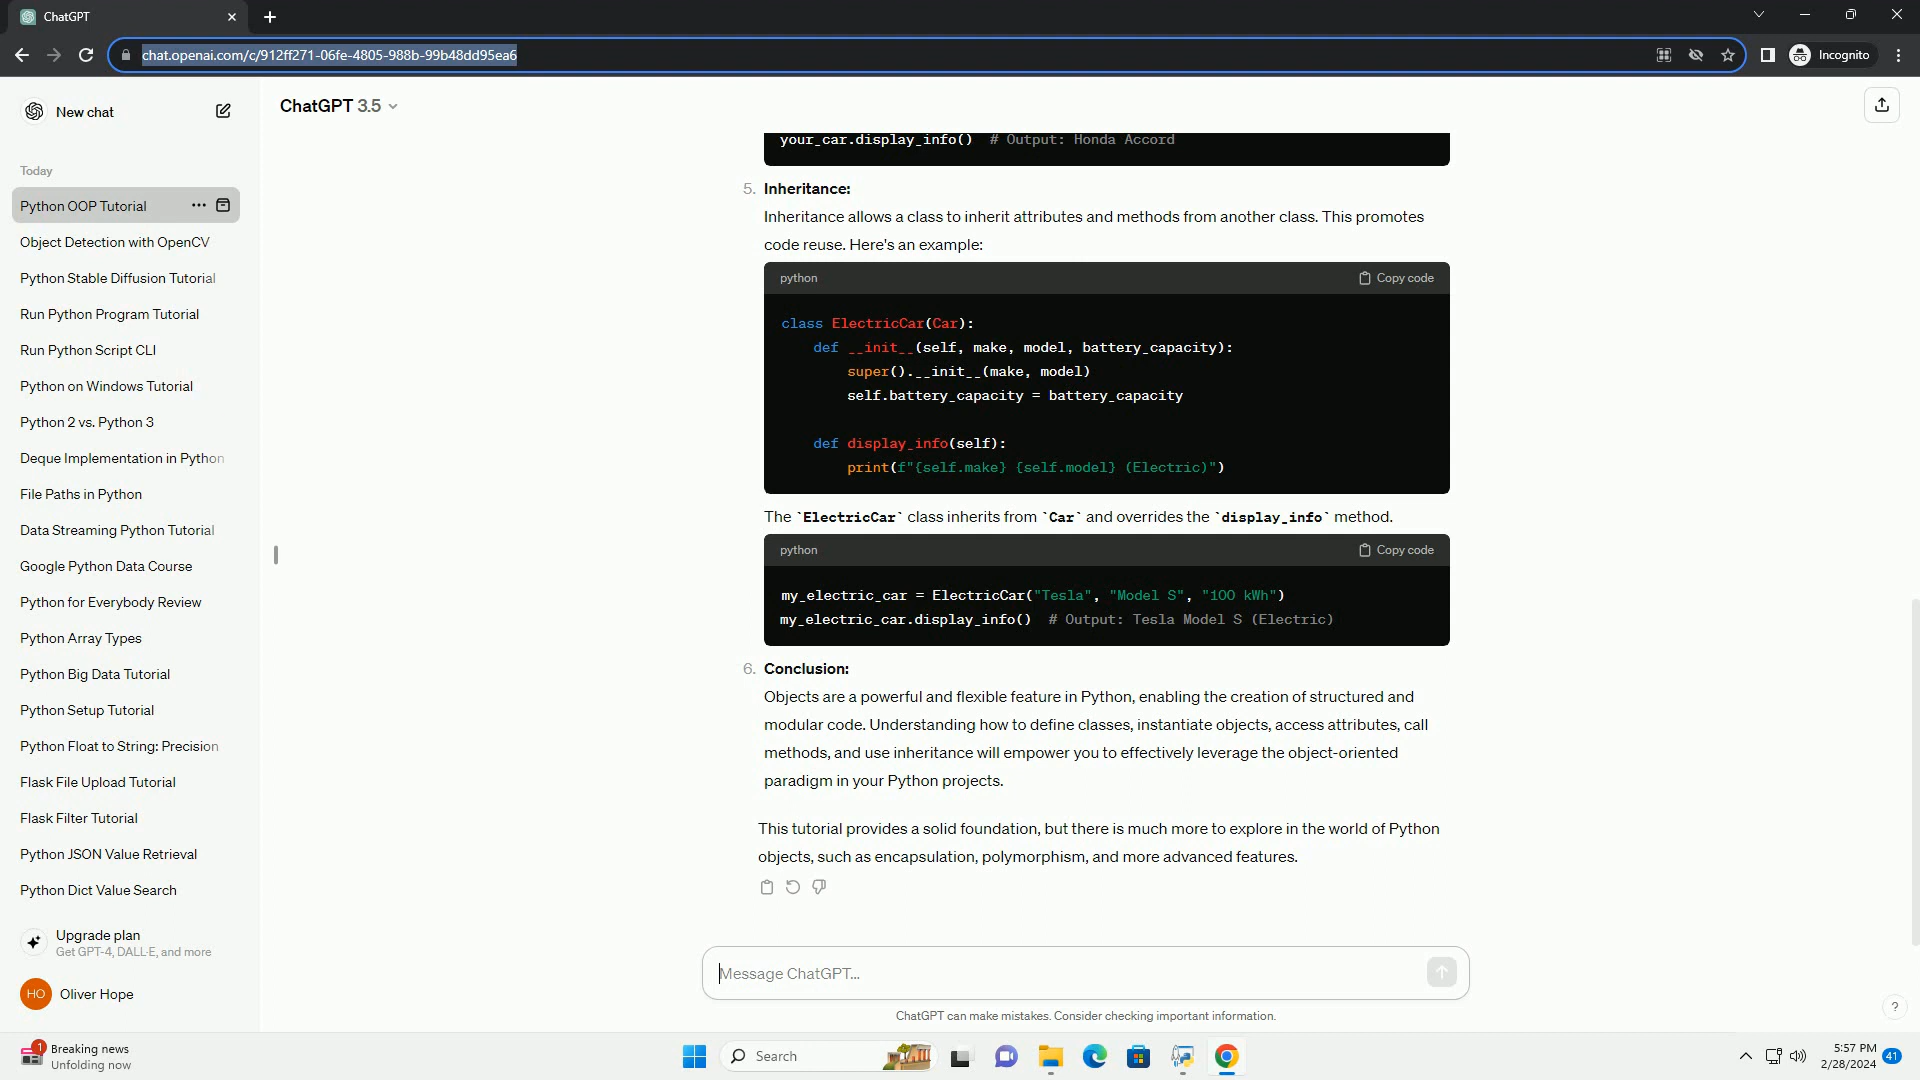 ChatGPT
chat.openai.com/c/912ff271-06fe-4805-988b-99b48dd95ea6
Incognito
New chat
ChatGPT 3.5
Today
Python OOP Tutorial
Object Detection with OpenCV
Python Stable Diffusion Tutorial
Run Python Program Tutorial
Run Python Script CLI
Python on Windows Tutorial
Python 2 vs. Python 3
Deque Implementation in Python
File Paths in Python
Data Streaming Python Tutorial
Google Python Data Course
Python for Everybody Review
Python Array Types
Python Big Data Tutorial
Python Setup Tutorial
Python Float to String: Precision
Flask File Upload Tutorial
Flask Filter Tutorial
Python JSON Value Retrieval
Python Dict Value Search
Upgrade plan
Get GPT-4, DALL·E, and more
HO Oliver Hope
your_car.display_info()  # Output: Honda Accord
5. Inheritance:
Inheritance allows a class to inherit attributes and methods from another class. This promotes
code reuse. Here's an example:
python Copy code
class ElectricCar(Car):
    def __init__(self, make, model, battery_capacity):
        super().__init__(make, model)
        self.battery_capacity = battery_capacity
    def display_info(self):
        print(f"{self.make} {self.model} (Electric)")
The `ElectricCar` class inherits from `Car` and overrides the `display_info` method.
python Copy code
my_electric_car = ElectricCar("Tesla", "Model S", "100 kWh")
my_electric_car.display_info()  # Output: Tesla Model S (Electric)
6. Conclusion:
Objects are a powerful and flexible feature in Python, enabling the creation of structured and
modular code. Understanding how to define classes, instantiate objects, access attributes, call
methods, and use inheritance will empower you to effectively leverage the object-oriented
paradigm in your Python projects.
This tutorial provides a solid foundation, but there is much more to explore in the world of Python
objects, such as encapsulation, polymorphism, and more advanced features.
Message ChatGPT...
ChatGPT can make mistakes. Consider checking important information.
?
1
Breaking news
Unfolding now
Search
5:57 PM
2/28/2024
41